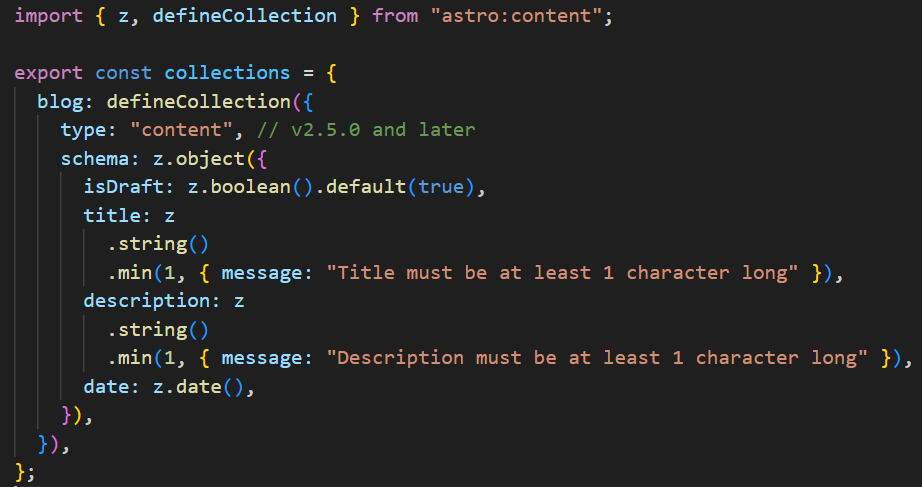 import { z, defineCollection } from "astro:content";

export const collections = {
  blog: defineCollection({
    type: "content", // v2.5.0 and later
    schema: z.object({
      isDraft: z.boolean().default(true),
      title: z
        .string()
        .min(1, { message: "Title must be at least 1 character long" }),
      description: z
        .string()
        .min(1, { message: "Description must be at least 1 character long" }),
      date: z.date(),
    }),
  }),
};